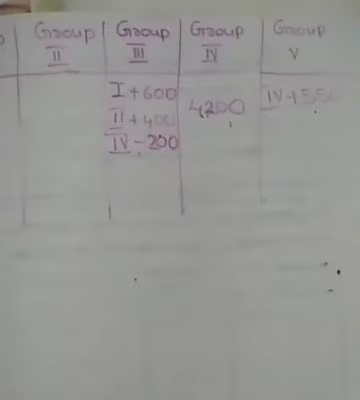 Group Group Group Group
II III IV V
I + 600
II + 400
4200
IV - 200